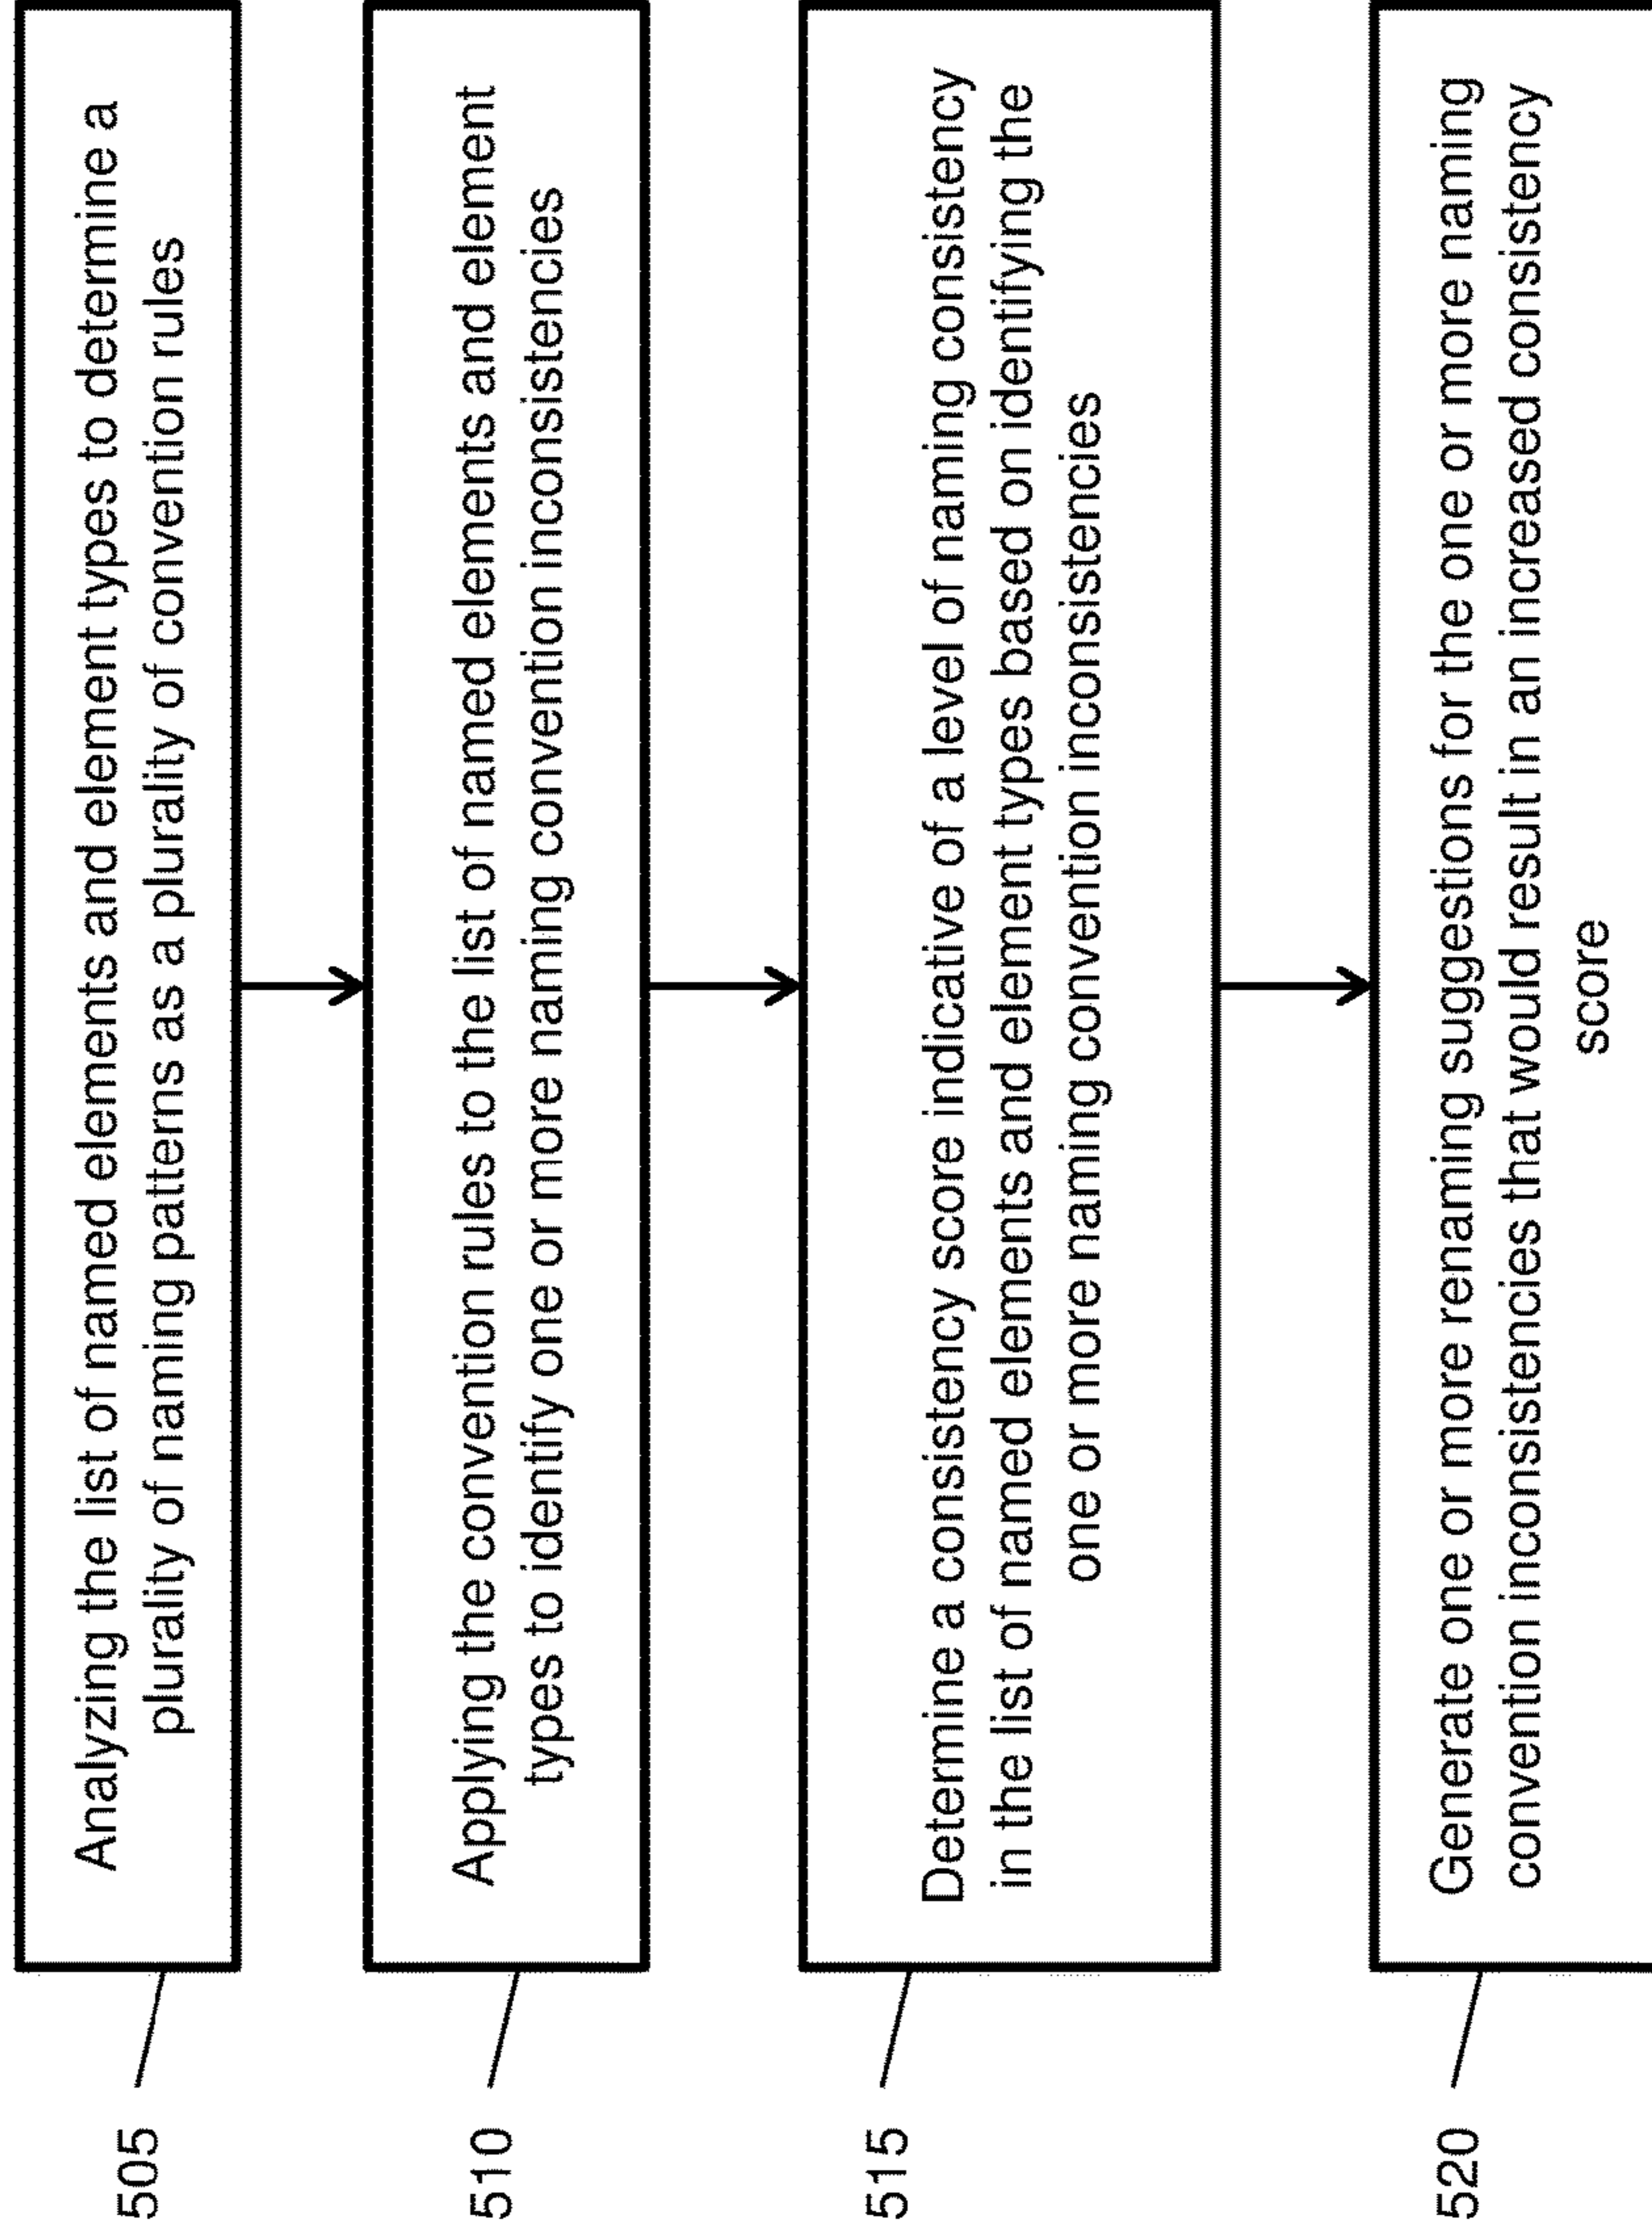 505
Analyzing the list of named elements and element types to determine a
plurality of naming patterns as a plurality of convention rules
510
Applying the convention rules to the list of named elements and element
types to identify one or more naming convention inconsistencies
515
Determine a consistency score indicative of a level of naming consistency
in the list of named elements and element types based on identifying the
one or more naming convention inconsistencies
520
Generate one or more renaming suggestions for the one or more naming
convention inconsistencies that would result in an increased consistency
score